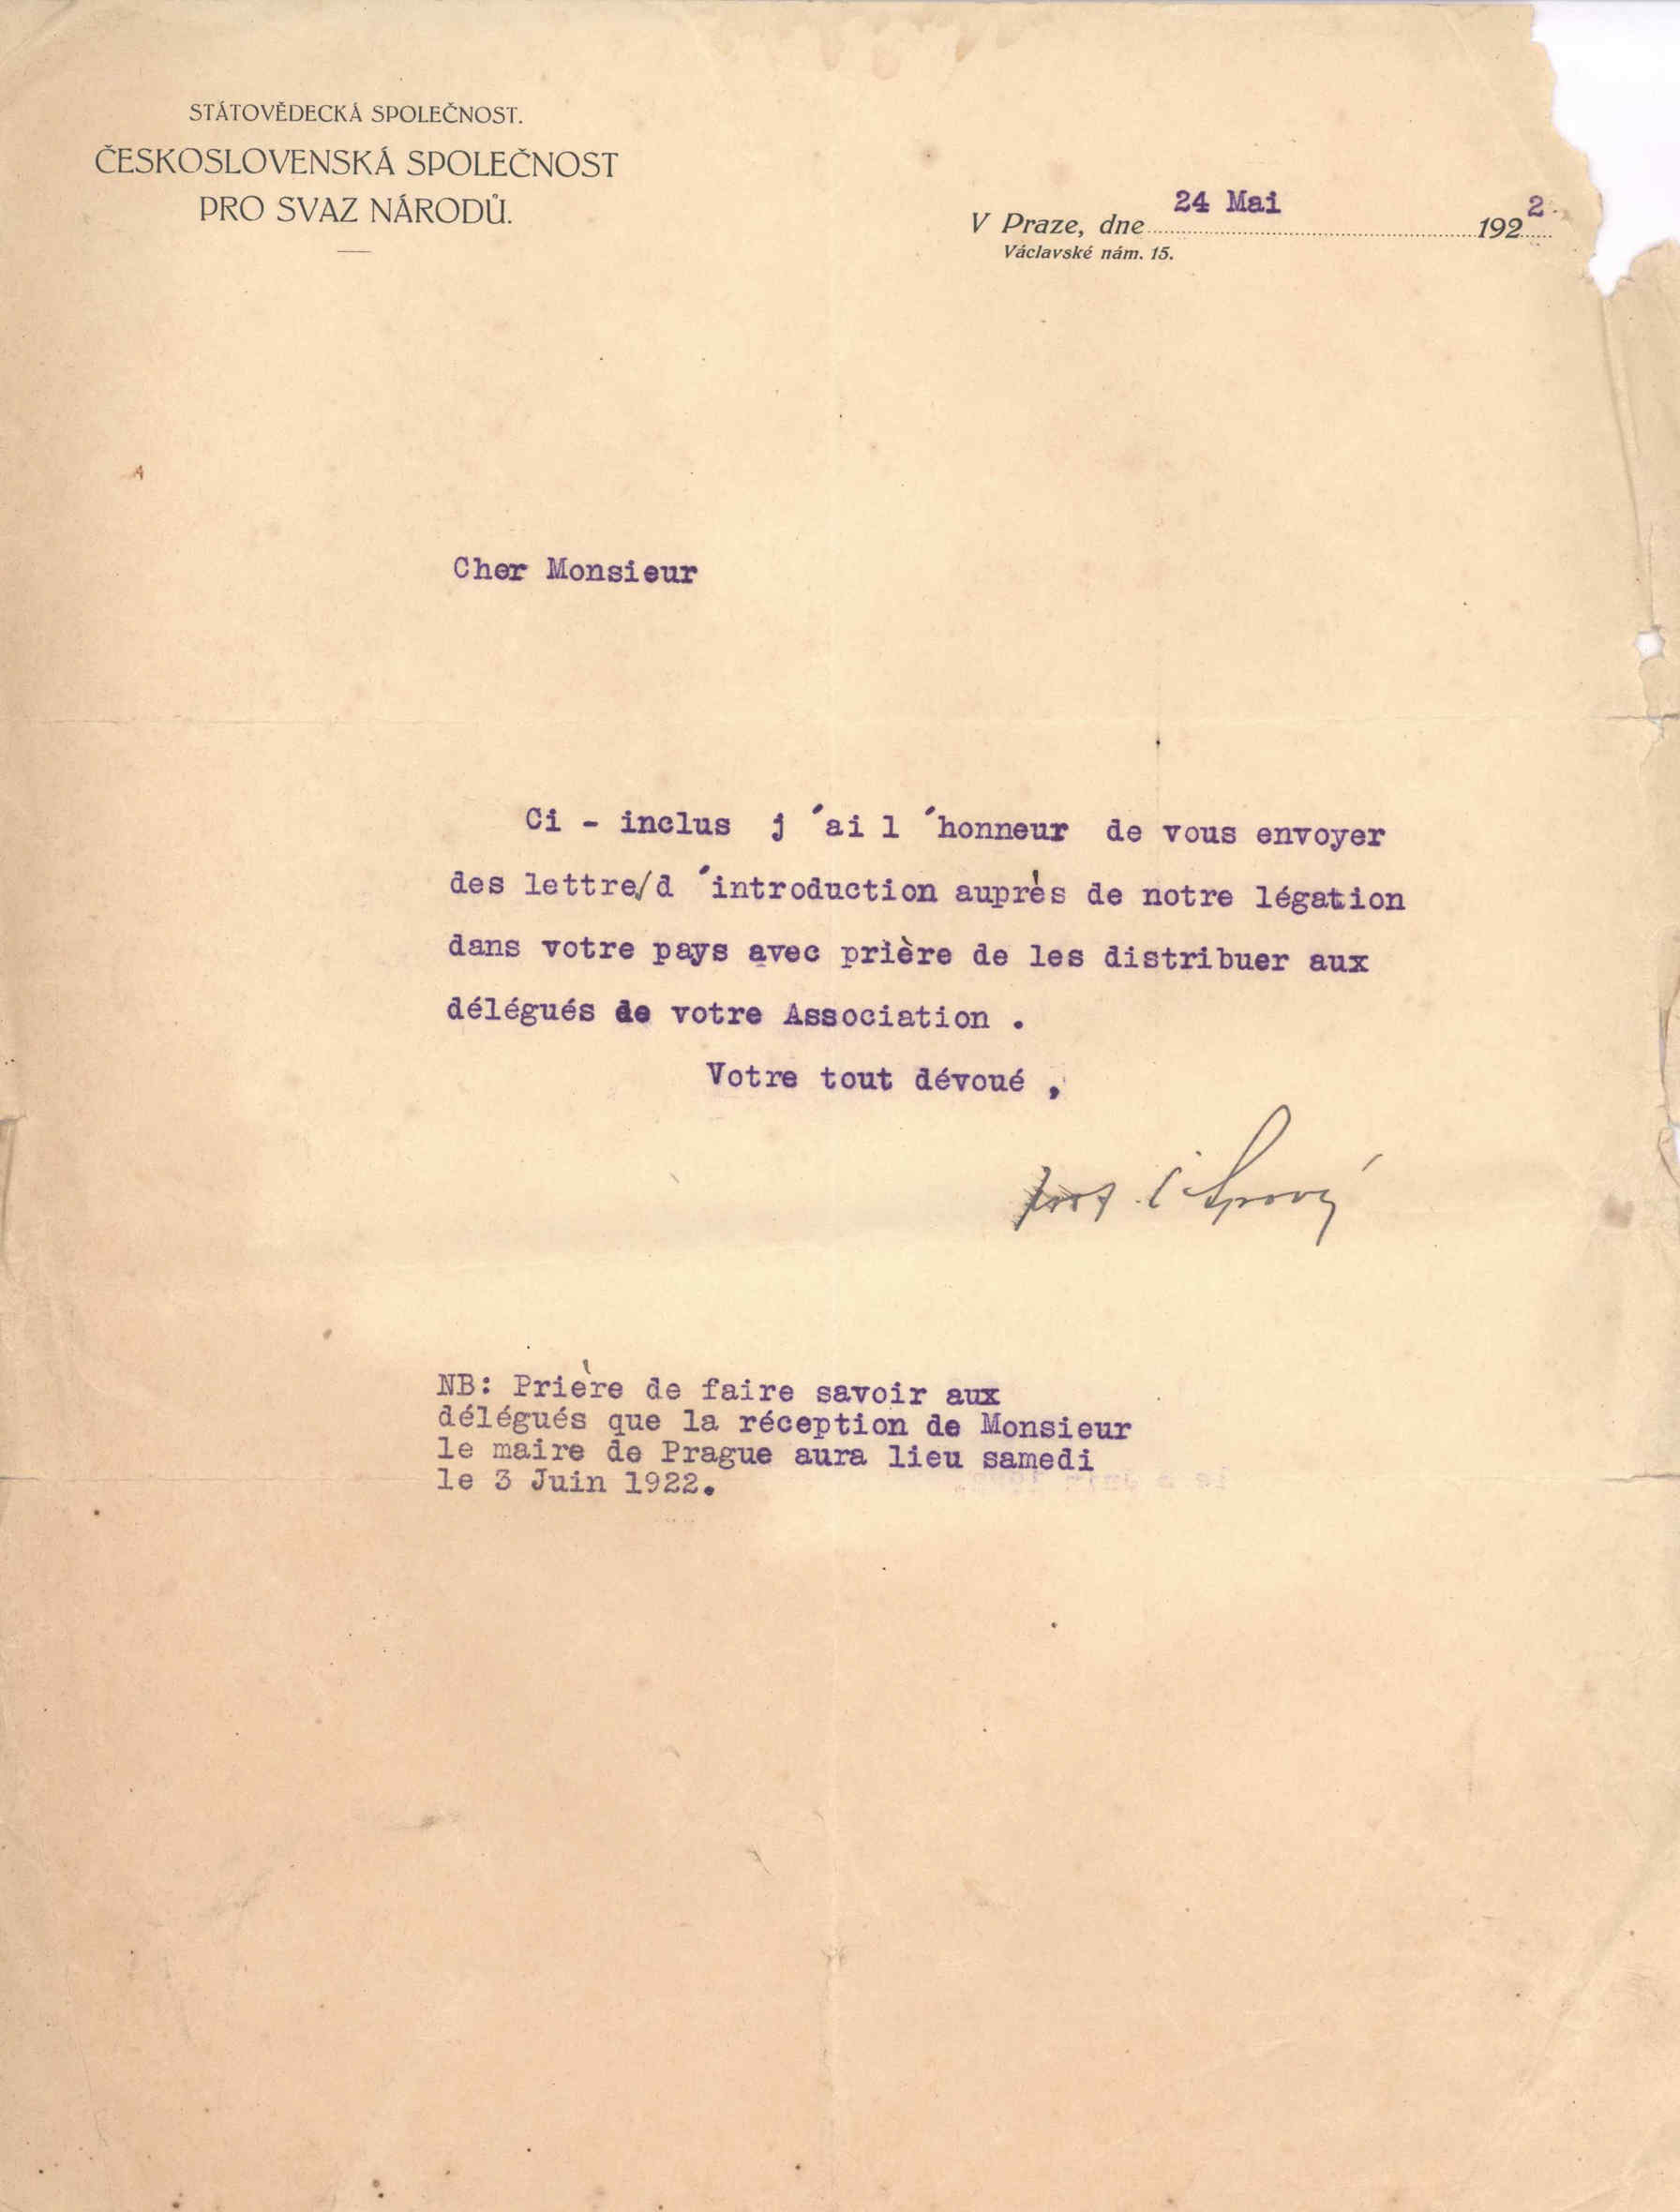 STÁTOVĚDECKÁ SPOLEČNOST.
ČESKOSLOVENSKÁ SPOLEČNOST
PRO SVAZ NÁRODŮ.
V Praze, dne 24 Mai 1922.
Václavské nám. 15.
Cher Monsieur
Ci - inclus j ´ai l ´honneur de vous envoyer
des lettre/d ´introduction auprès de notre légation
dans votre pays avec prière de les distribuer aux
délégués de votre Association .
Votre tout dévoué ,
NB: Prière de faire savoir aux
délégués que la réception de Monsieur
le maire de Prague aura lieu samedi
le 3 Juin 1922.